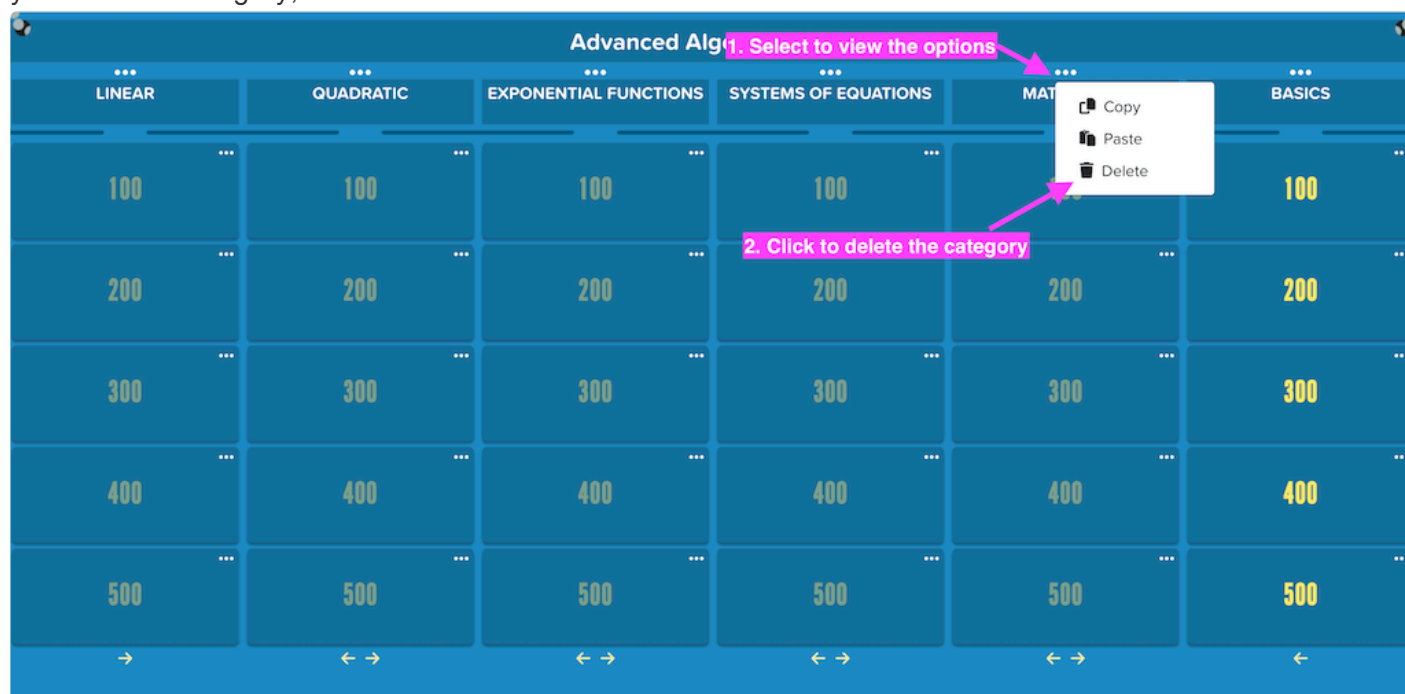 Advanced Alg
1. Select to view the options
LINEAR QUADRATIC EXPONENTIAL FUNCTIONS SYSTEMS OF EQUATIONS MAT BASICS
Copy
Paste
Delete
100 100 100 100 100
2. Click to delete the category
200 200 200 200 200 200
300 300 300 300 300 300
400 400 400 400 400 400
500 500 500 500 500 500